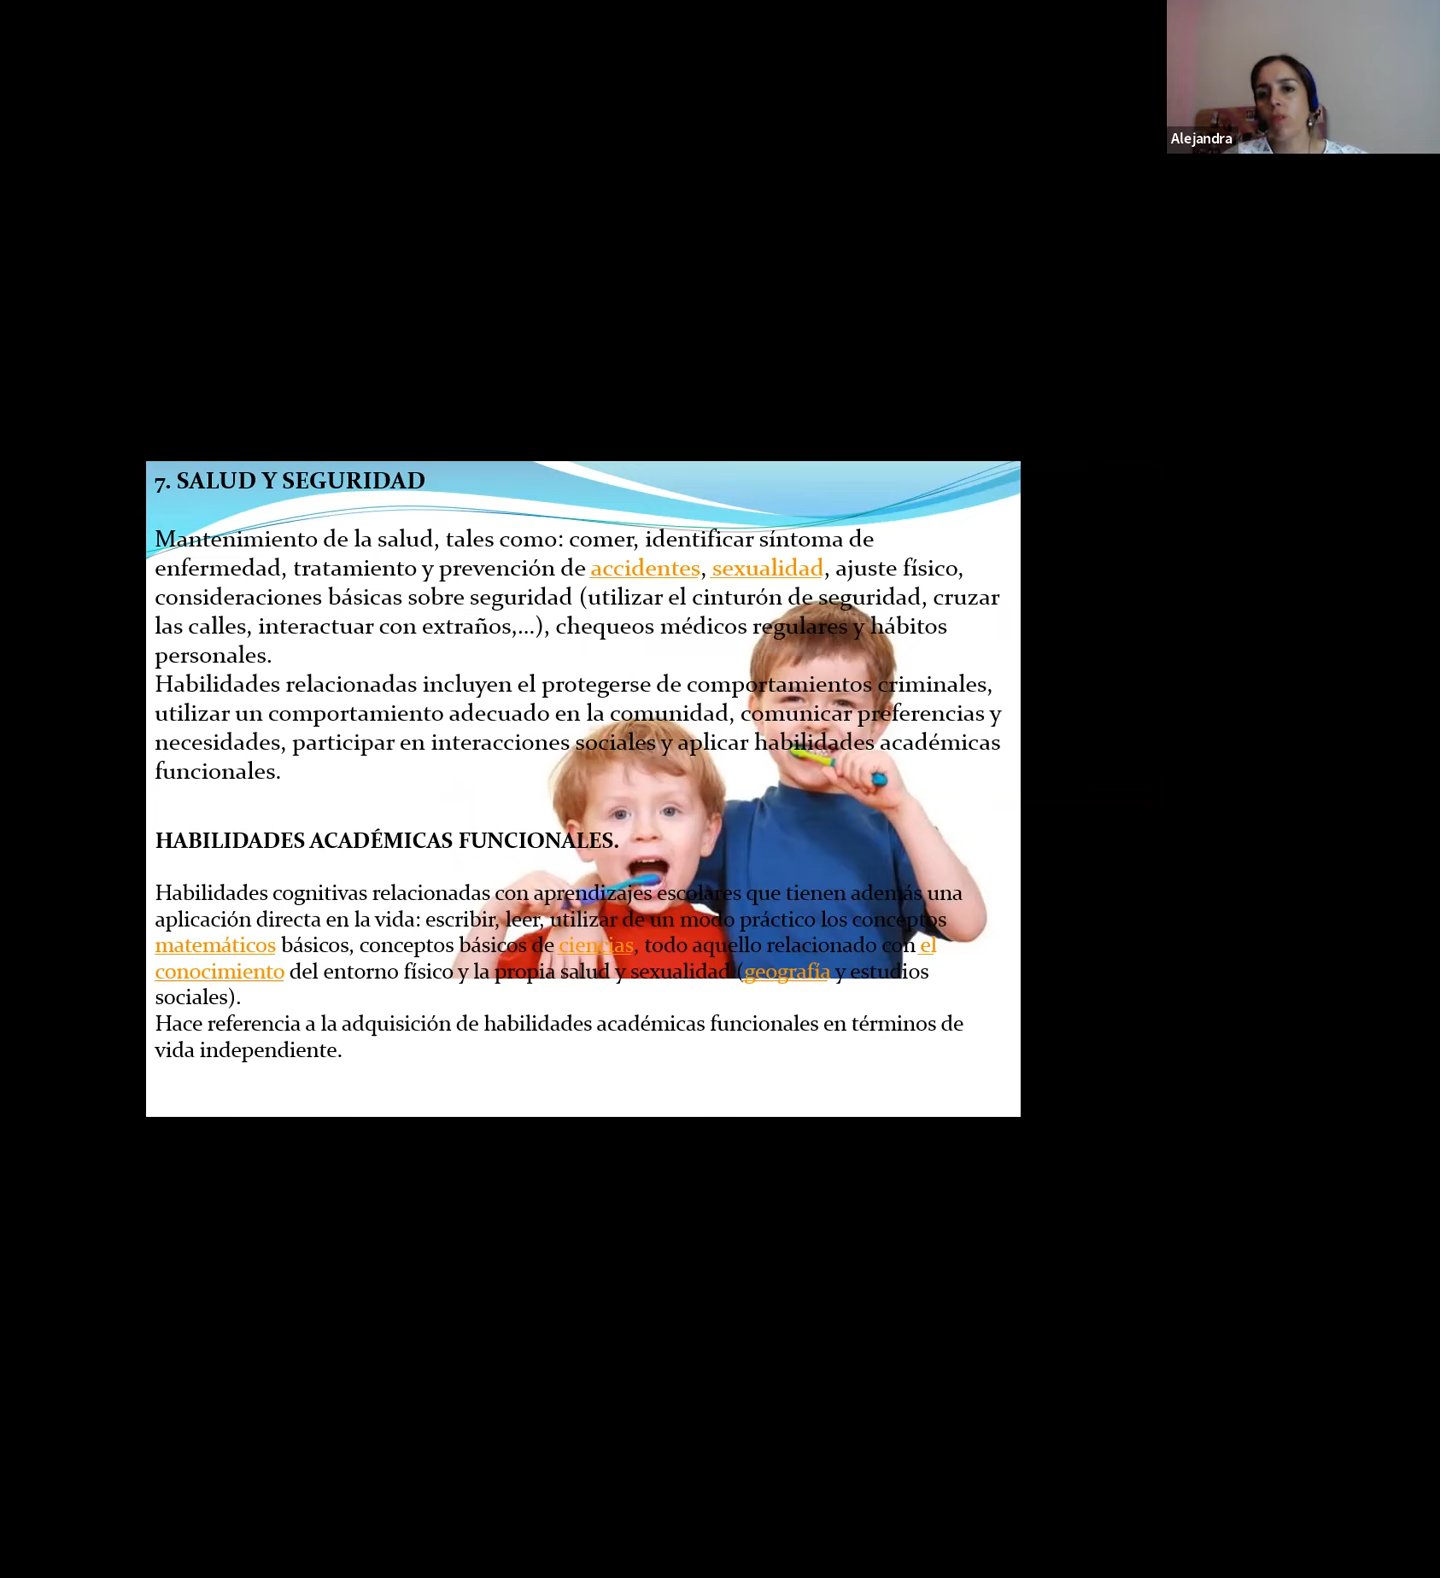 Alejandra
7. SALUD Y SEGURIDAD
Mantenimiento de la salud, tales como: comer, identificar síntoma de
enfermedad, tratamiento y prevención de accidentes, sexualidad, ajuste físico,
consideraciones básicas sobre seguridad (utilizar el cinturón de seguridad, cruzar
las calles, interactuar con extraños,...), chequeos médicos regulares y hábitos
personales.
Habilidades relacionadas incluyen el protegerse de comportamientos criminales,
utilizar un comportamiento adecuado en la comunidad, comunicar preferencias y
necesidades, participar en interacciones sociales y aplicar habilidades académicas
funcionales.
HABILIDADES ACADÉMICAS FUNCIONALES.
Habilidades cognitivas relacionadas con aprendizajes escolares que tienen además una
aplicación directa en la vida: escribir, leer, utilizar de un modo práctico los conceptos
matemáticos básicos, conceptos básicos de ciencias, todo aquello relacionado con el
conocimiento del entorno físico y la propia salud y sexualidad (geografía y estudios
sociales).
Hace referencia a la adquisición de habilidades académicas funcionales en términos de
vida independiente.